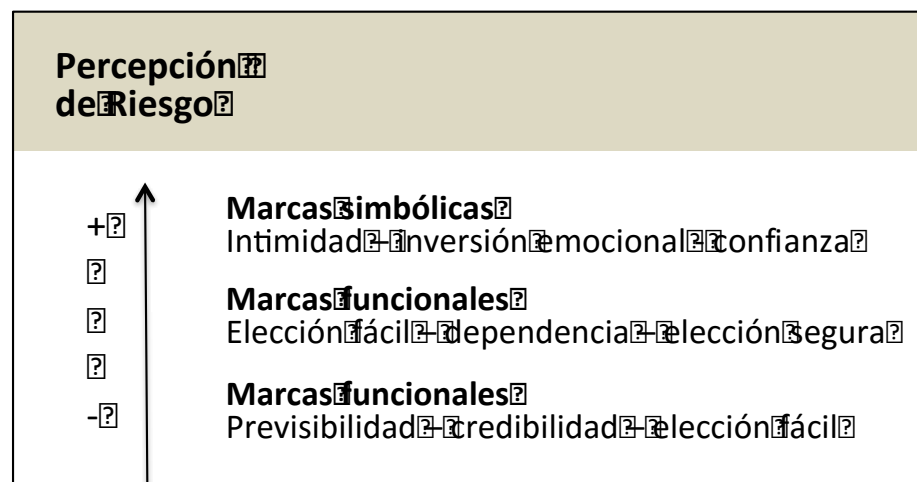 Percepción
de Riesgo
+
Marcas simbólicas
Intimidad – inversión emocional – confianza
Marcas funcionales
Elección fácil – dependencia – elección segura
Marcas funcionales
-
Previsibilidad – credibilidad – elección fácil